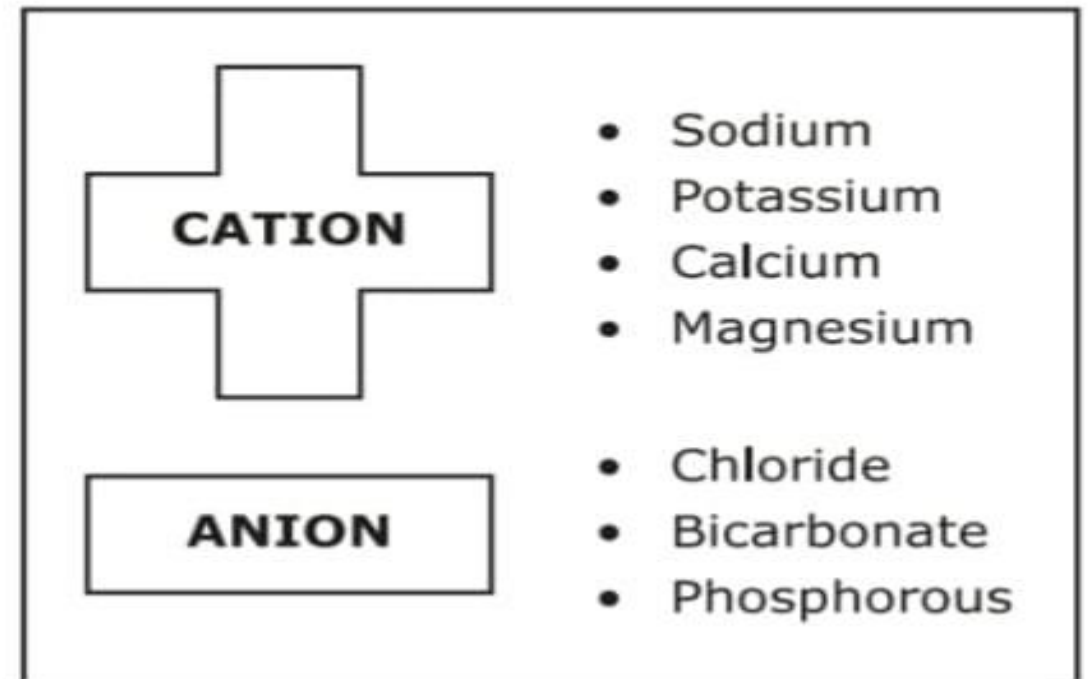 CATION
• Sodium
• Potassium
• Calcium
• Magnesium
ANION
• Chloride
• Bicarbonate
• Phosphorous